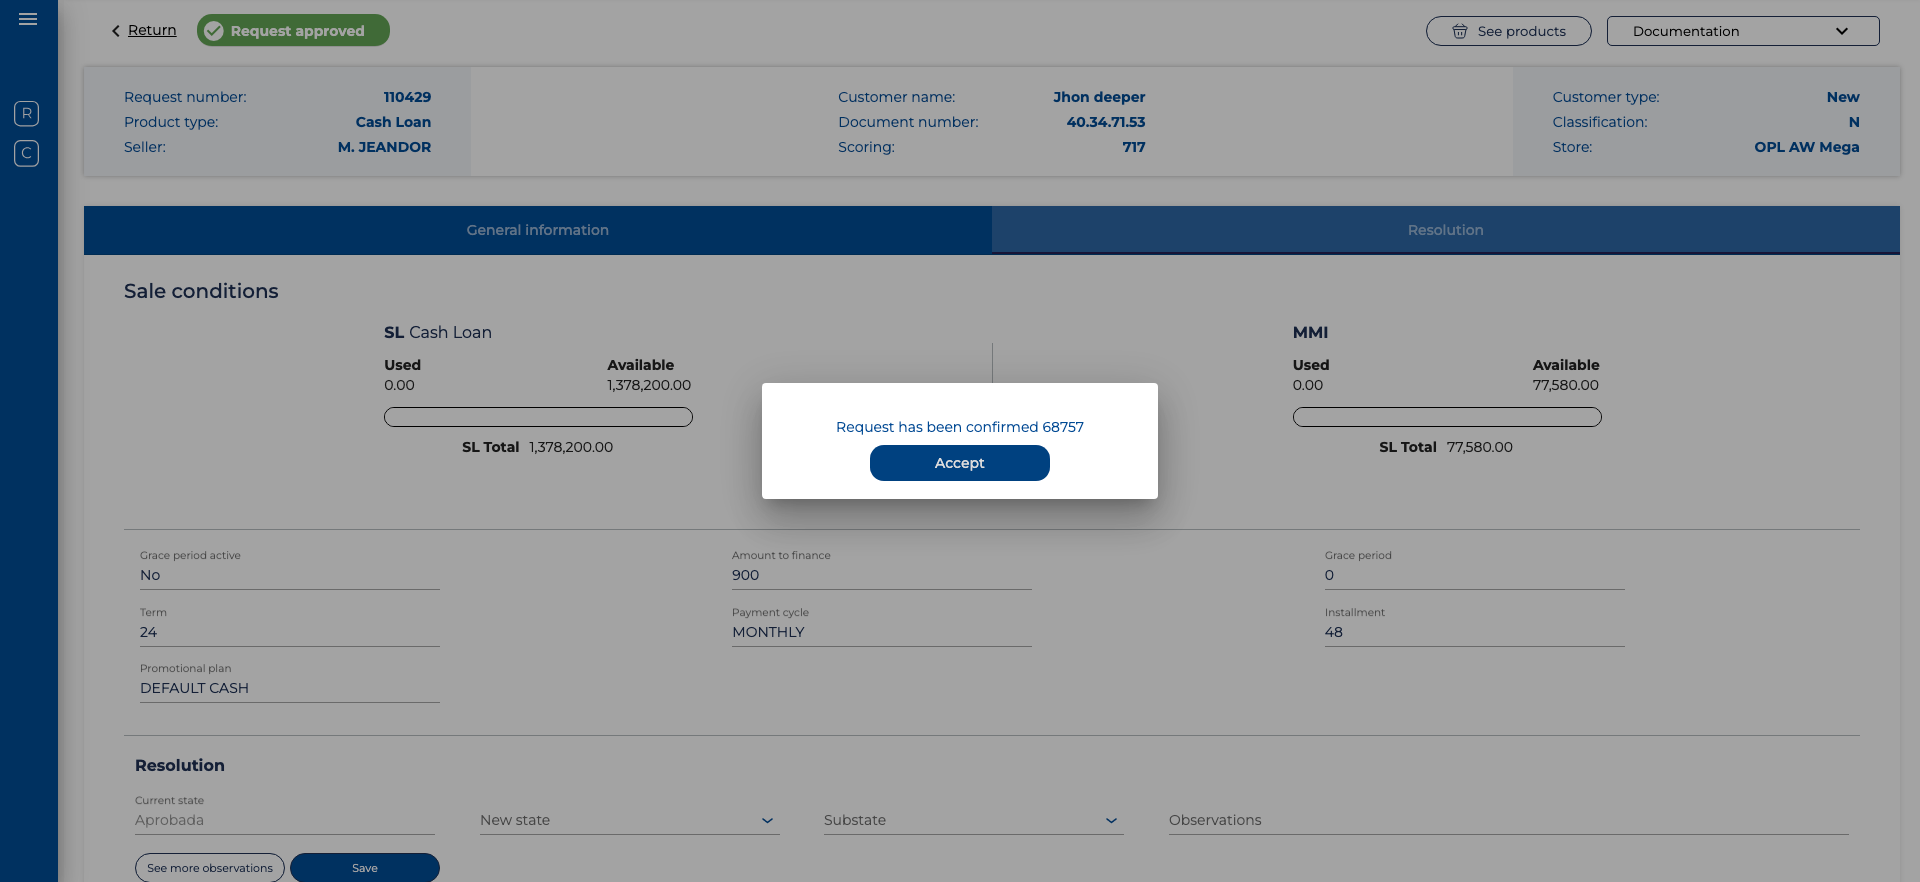 Return
Request approved
See products
Documentation
R
C
Request number: 110429
Product type: Cash Loan
Seller: M. JEANDOR
Customer name: Jhon deeper
Document number: 40.34.71.53
Scoring: 717
Customer type: New
Classification: N
Store: OPL AW Mega
General information
Resolution
Sale conditions
SL Cash Loan
Used Available
0.00 1,378,200.00
SL Total 1,378,200.00
MMI
Used Available
0.00 77,580.00
SL Total 77,580.00
Request has been confirmed 68757
Accept
Grace period active
No
Amount to finance
900
Grace period
0
Term
24
Payment cycle
MONTHLY
Installment
48
Promotional plan
DEFAULT CASH
Resolution
Current state
Aprobada
New state
Substate
Observations
See more observations
Save